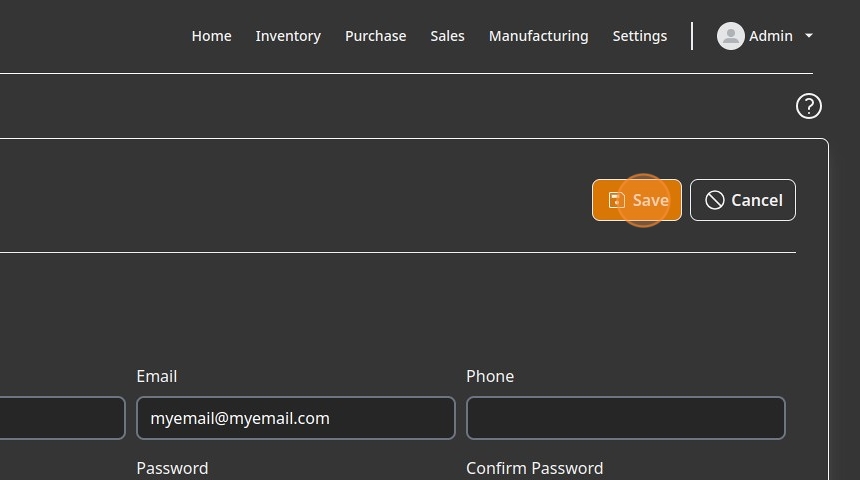 Home Inventory Purchase Sales Manufacturing Settings Admin
Save Cancel
Email Phone
myemail@myemail.com
Password Confirm Password